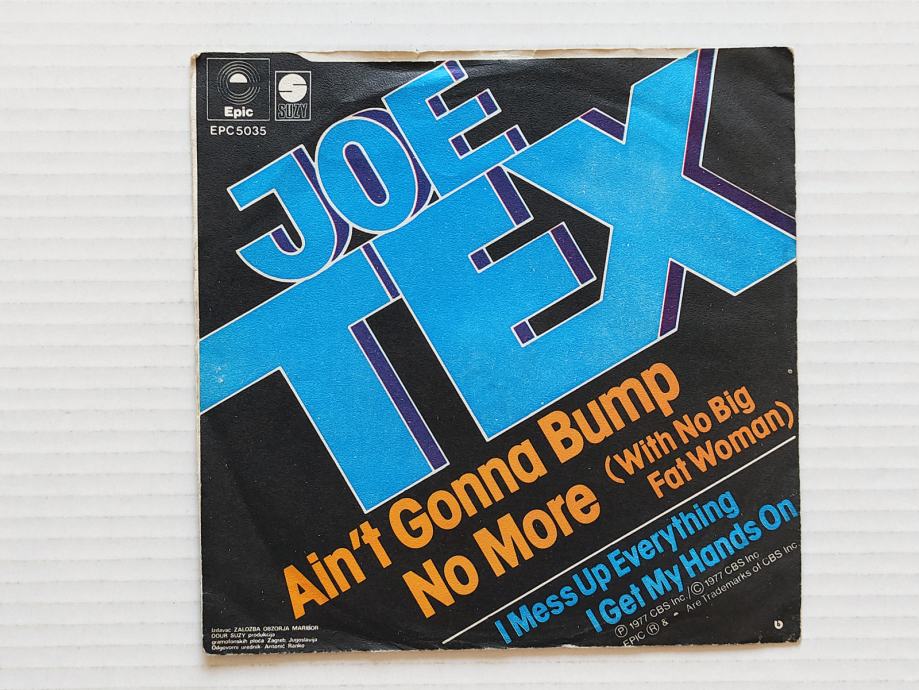 Epic
SUZY
EPC 5035
JOE
TEX
Ain't Gonna Bump
No More (With No Big
Fat Woman)
I Mess Up Everything
I Get My Hands On
Ⓟ 1977 CBS Inc./Ⓒ 1977 CBS Inc
EPIC Ⓡ & Are Trademarks of CBS Inc.
Izdavač ZALOŽBA OBZORJA MARIBOR
OOUR SUZY produkcija
gramofonskih ploča Zagreb Jugoslavija
Odgovorni urednik Antonić Ranko
b